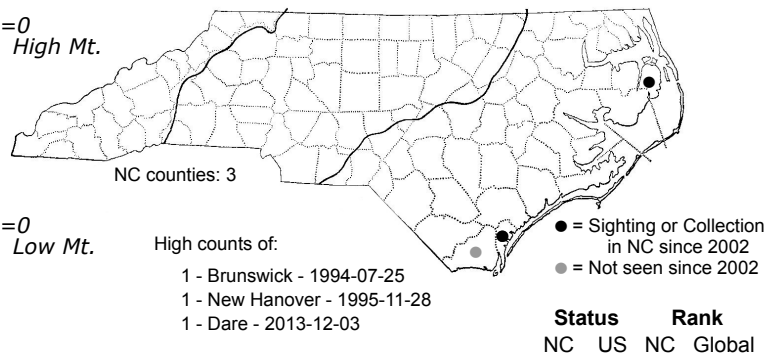 =0
High Mt.
NC counties: 3
=0
Low Mt.
High counts of:
1 - Brunswick - 1994-07-25
1 - New Hanover - 1995-11-28
1 - Dare - 2013-12-03
= Sighting or Collection
in NC since 2002
= Not seen since 2002
Status Rank
NC US NC Global